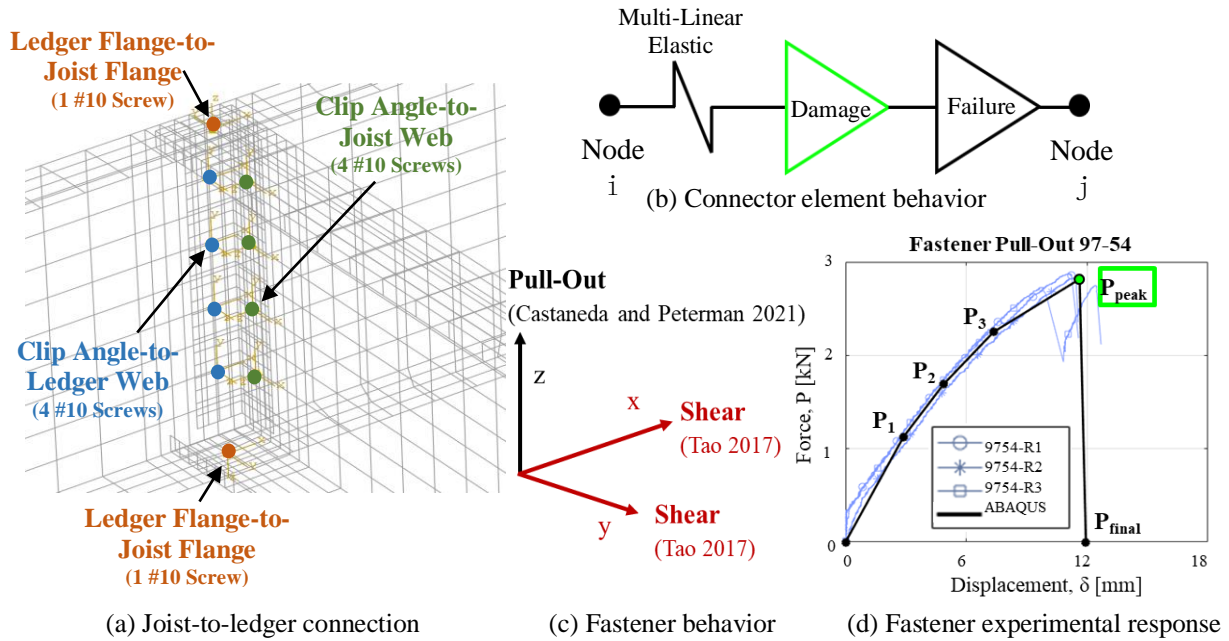 Ledger Flange-to-
Joist Flange
(1 #10 Screw)
Clip Angle-to-
Joist Web
(4 #10 Screws)
Clip Angle-to-
Ledger Web
(4 #10 Screws)
Ledger Flange-to-
Joist Flange
(1 #10 Screw)
(a) Joist-to-ledger connection
Multi-Linear
Elastic
Damage
Failure
Node
i
Node
j
(b) Connector element behavior
Pull-Out
(Castaneda and Peterman 2021)
z
x
Shear
(Tao 2017)
y
Shear
(Tao 2017)
(c) Fastener behavior
Fastener Pull-Out 97-54
Force, P [kN]
3
2
1
0
P1
P2
P3
Ppeak
Pfinal
9754-R1
9754-R2
9754-R3
ABAQUS
0 6 12 18
Displacement, δ [mm]
(d) Fastener experimental response